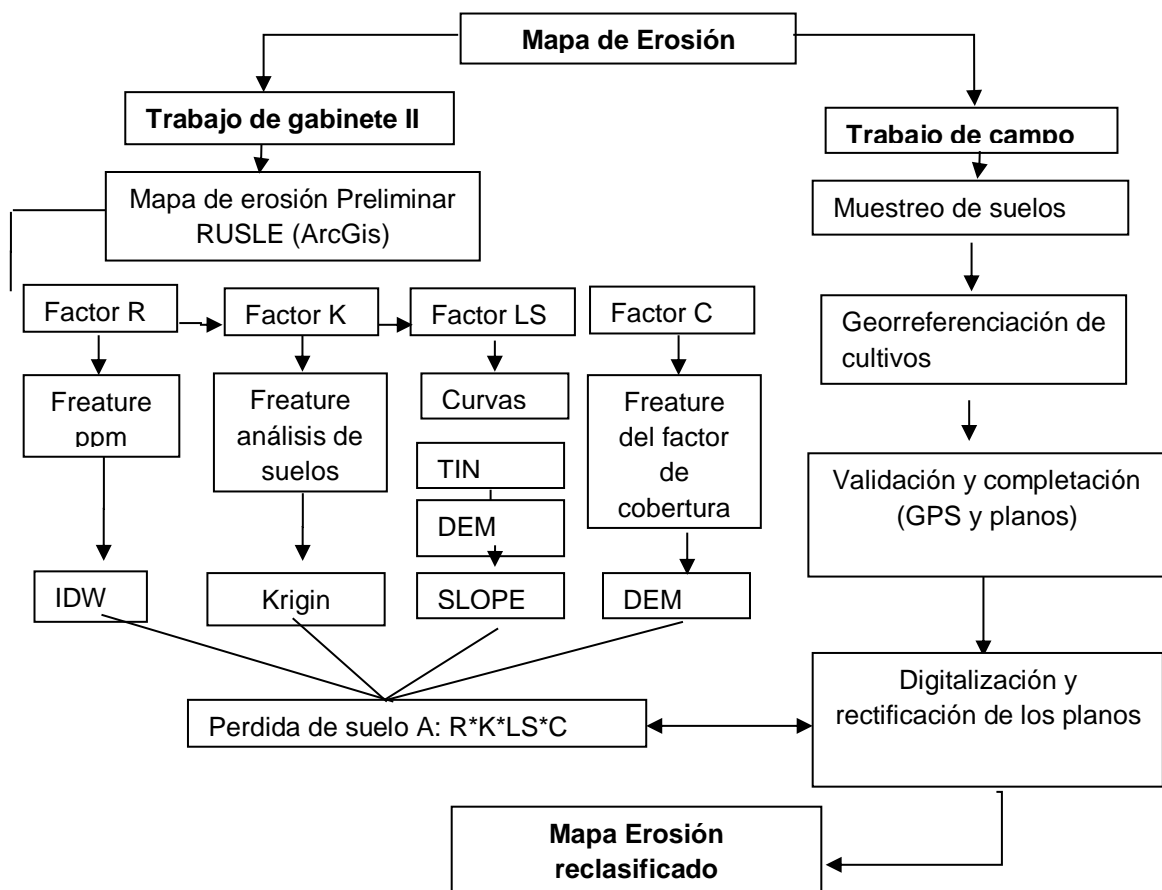 Mapa de Erosión
Trabajo de gabinete II
Trabajo de campo
Mapa de erosión Preliminar
RUSLE (ArcGis)
Muestreo de suelos
Factor R
Factor K
Factor LS
Factor C
Georreferenciación de
cultivos
Freature
ppm
Freature
análisis de
suelos
Curvas
Freature
del factor
de
cobertura
TIN
DEM
Validación y completación
(GPS y planos)
IDW
Krigin
SLOPE
DEM
Digitalización y
rectificación de los planos
Perdida de suelo A: R*K*LS*C
Mapa Erosión
reclasificado